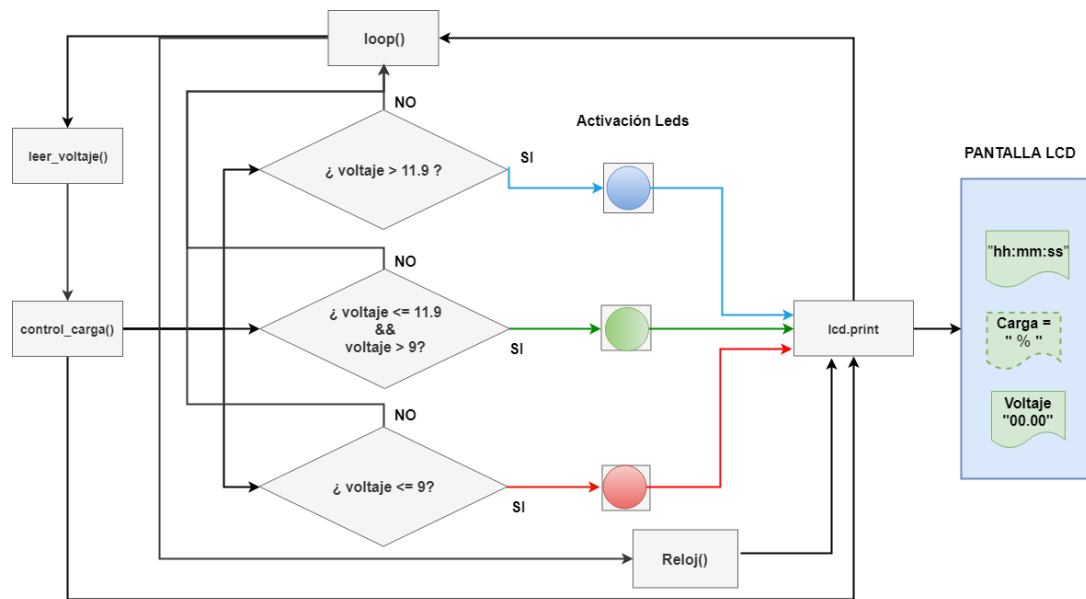 loop()
NO
Activación Leds
leer_voltaje()
¿ voltaje > 11.9 ?
SI
PANTALLA LCD
"hh:mm:ss"
NO
control_carga()
¿ voltaje <= 11.9
&&
voltaje > 9?
SI
lcd.print
Carga =
" % "
NO
Voltaje
"00.00"
¿ voltaje <= 9?
SI
Reloj()